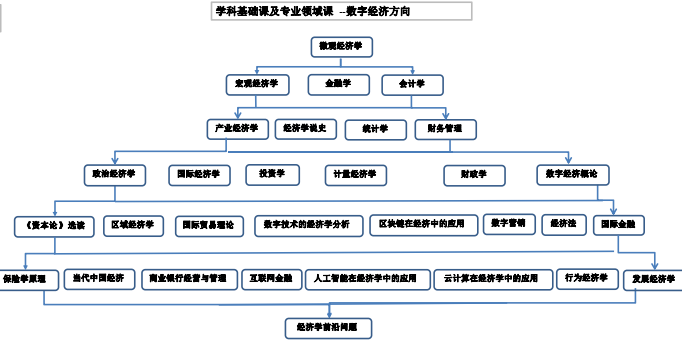 学科基础课及专业领域课 --数字经济方向
微观经济学
宏观经济学
金融学
会计学
产业经济学
经济学说史
统计学
财务管理
政治经济学
国际经济学
投资学
计量经济学
财政学
数字经济概论
《资本论》选读
区域经济学
国际贸易理论
数字技术的经济学分析
区块链在经济中的应用
数字营销
经济法
国际金融
保险学原理
当代中国经济
商业银行经营与管理
互联网金融
人工智能在经济学中的应用
云计算在经济学中的应用
行为经济学
发展经济学
经济学前沿问题